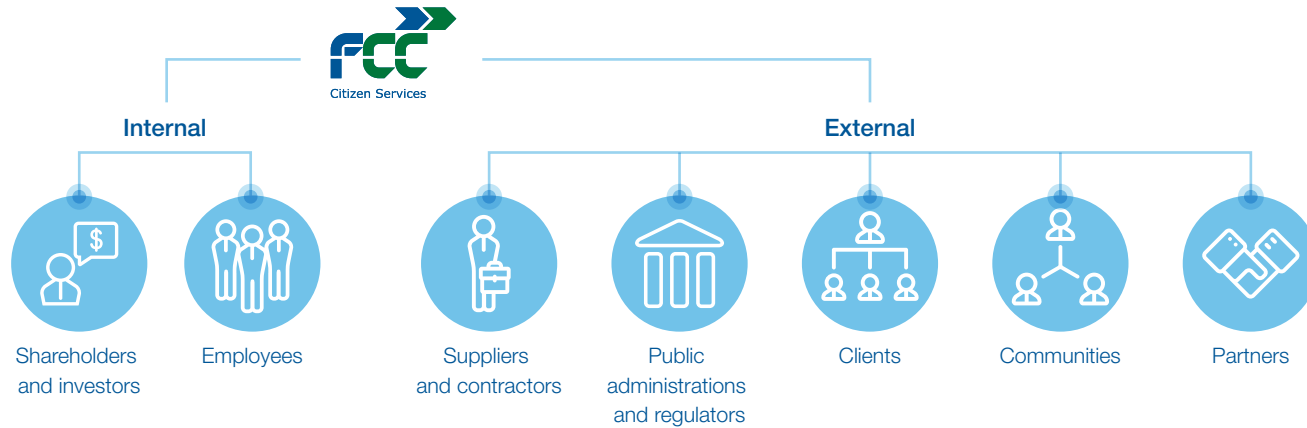 FCC
Citizen Services
Internal
External
$
Shareholders
and investors
Employees
Suppliers
and contractors
Public
administrations
and regulators
Clients
Communities
Partners